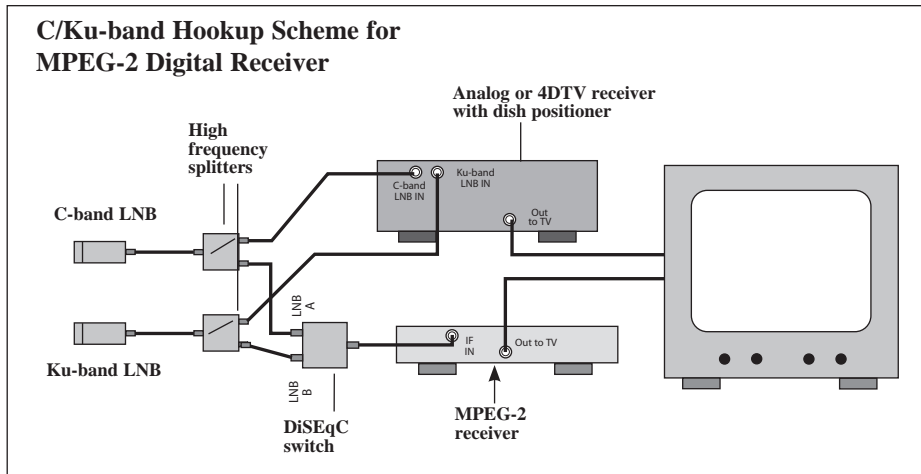 C/Ku-band Hookup Scheme for
MPEG-2 Digital Receiver
Analog or 4DTV receiver
with dish positioner
High
frequency
splitters
C-band
LNB IN
Ku-band
LNB IN
Out
to TV
C-band LNB
LNB
A
Ku-band LNB
LNB
B
IF
IN
Out to TV
DiSEqC
switch
MPEG-2
receiver